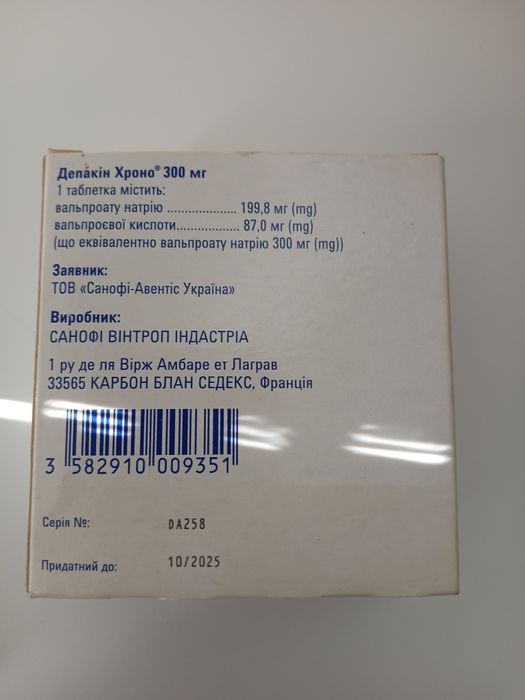 Депакін Хроно® 300 мг
1 таблетка містить:
вальпроату натрію ................... 199,8 мг (mg)
вальпроєвої кислоти.................. 87,0 мг (mg)
(що еквівалентно вальпроату натрію 300 мг (mg))
Заявник:
ТОВ «Санофі-Авентіс Україна»
Виробник:
САНОФІ ВІНТРОП ІНДАСТРІА
1 ру де ля Вірж Амбаре ет Лаграв
33565 КАРБОН БЛАН СЕДЕКС, Франція
3 582910 009351
Серія №: DA258
Придатний до: 10/2025